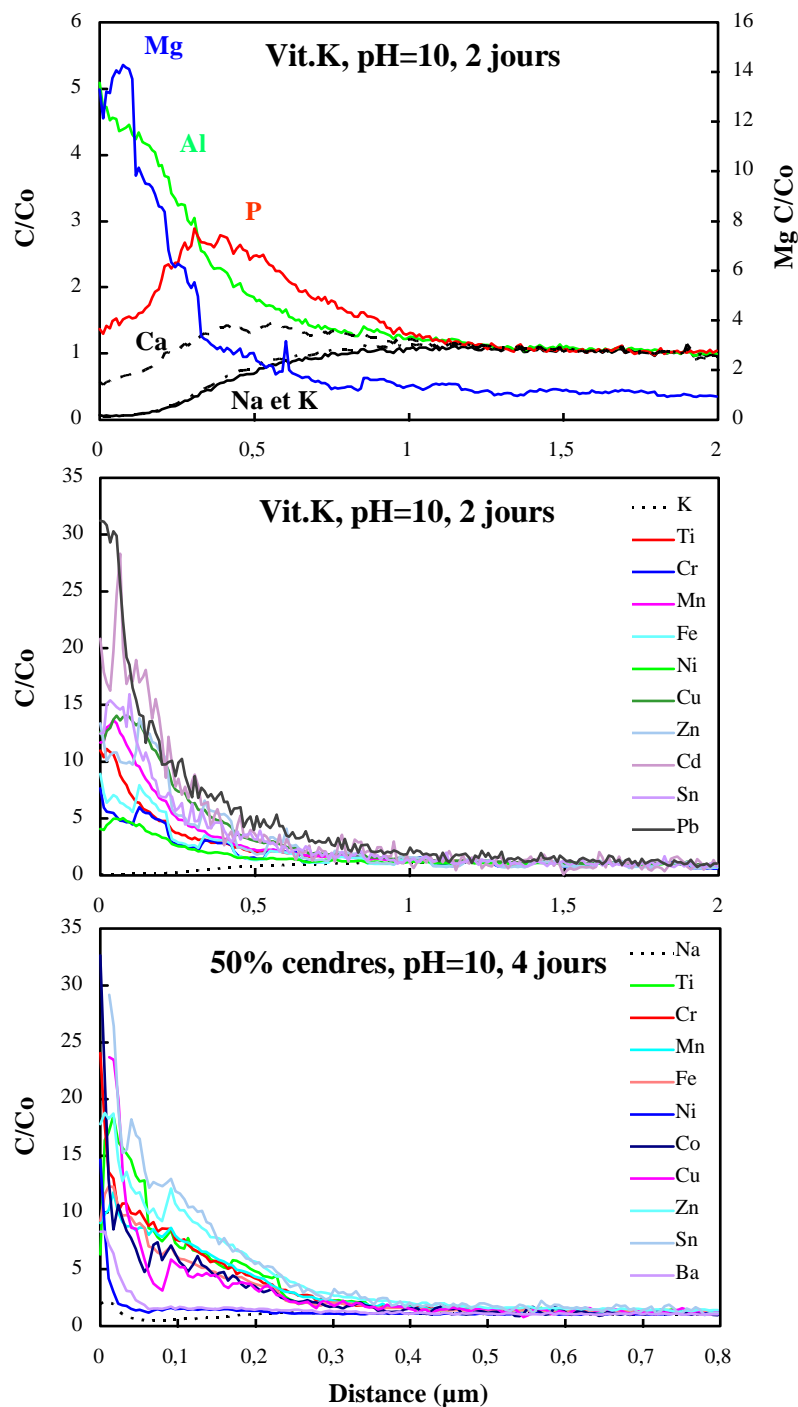 Vit.K, pH=10, 2 jours
Mg
Al
P
Ca
Na et K
C/Co
Mg C/Co
6
5
4
3
2
1
0
16
14
12
10
8
6
4
2
0
0
0,5
1
1,5
2
Vit.K, pH=10, 2 jours
C/Co
35
30
25
20
15
10
5
0
K
Ti
Cr
Mn
Fe
Ni
Cu
Zn
Cd
Sn
Pb
0
0,5
1
1,5
2
50% cendres, pH=10, 4 jours
C/Co
35
30
25
20
15
10
5
0
Na
Ti
Cr
Mn
Fe
Ni
Co
Cu
Zn
Sn
Ba
0
0,1
0,2
0,3
0,4
0,5
0,6
0,7
0,8
Distance (µm)